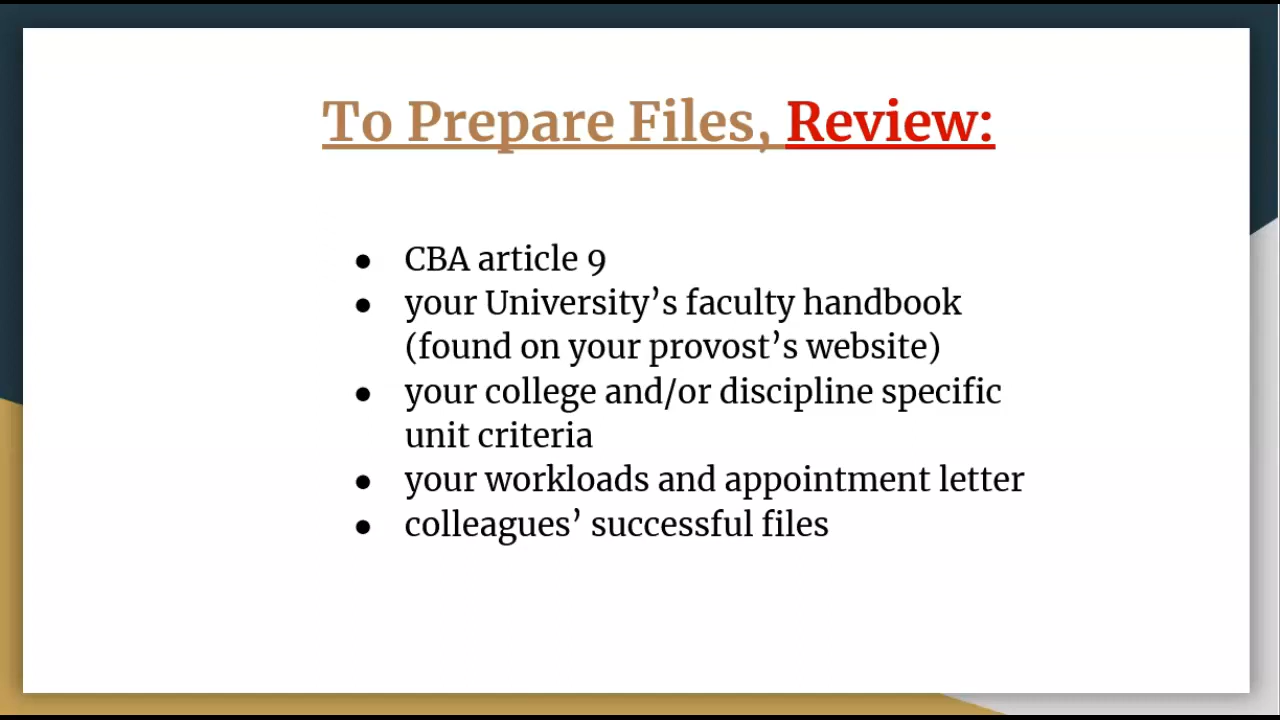 To Prepare Files, Review:
● CBA article 9
● your University’s faculty handbook
(found on your provost’s website)
● your college and/or discipline specific
unit criteria
● your workloads and appointment letter
● colleagues’ successful files